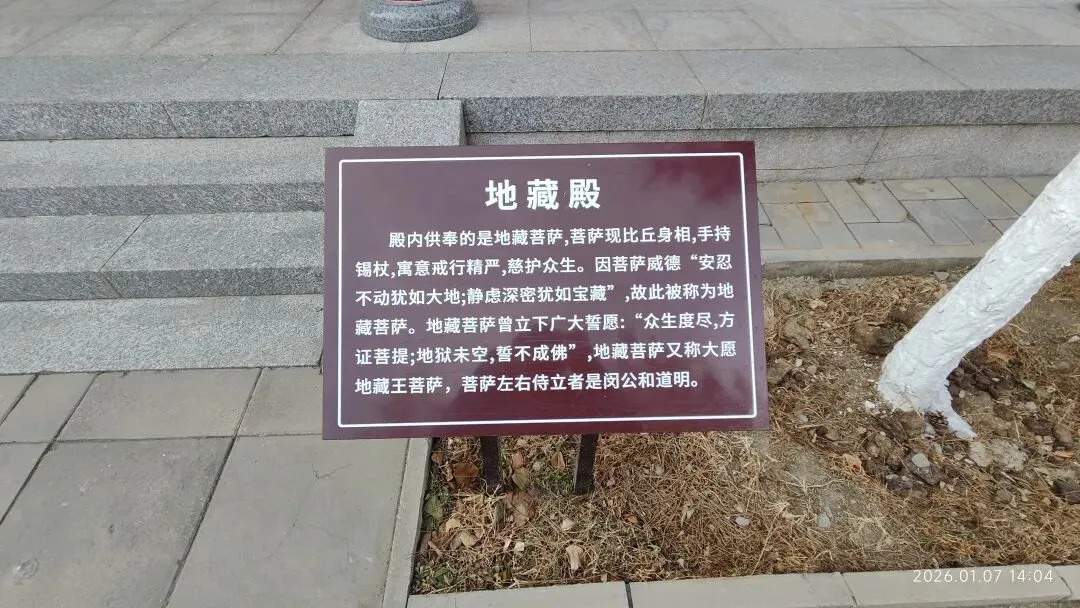 地藏殿
殿内供奉的是地藏菩萨,菩萨现比丘身相,手持
锡杖,寓意戒行精严,慈护众生。因菩萨威德“安忍
不动犹如大地;静虑深密犹如宝藏”,故此被称为地
藏菩萨。地藏菩萨曾立下广大誓愿:“众生度尽,方
证菩提;地狱未空,誓不成佛”,地藏菩萨又称大愿
地藏王菩萨，菩萨左右侍立者是闵公和道明。
2026.01.07 14:04